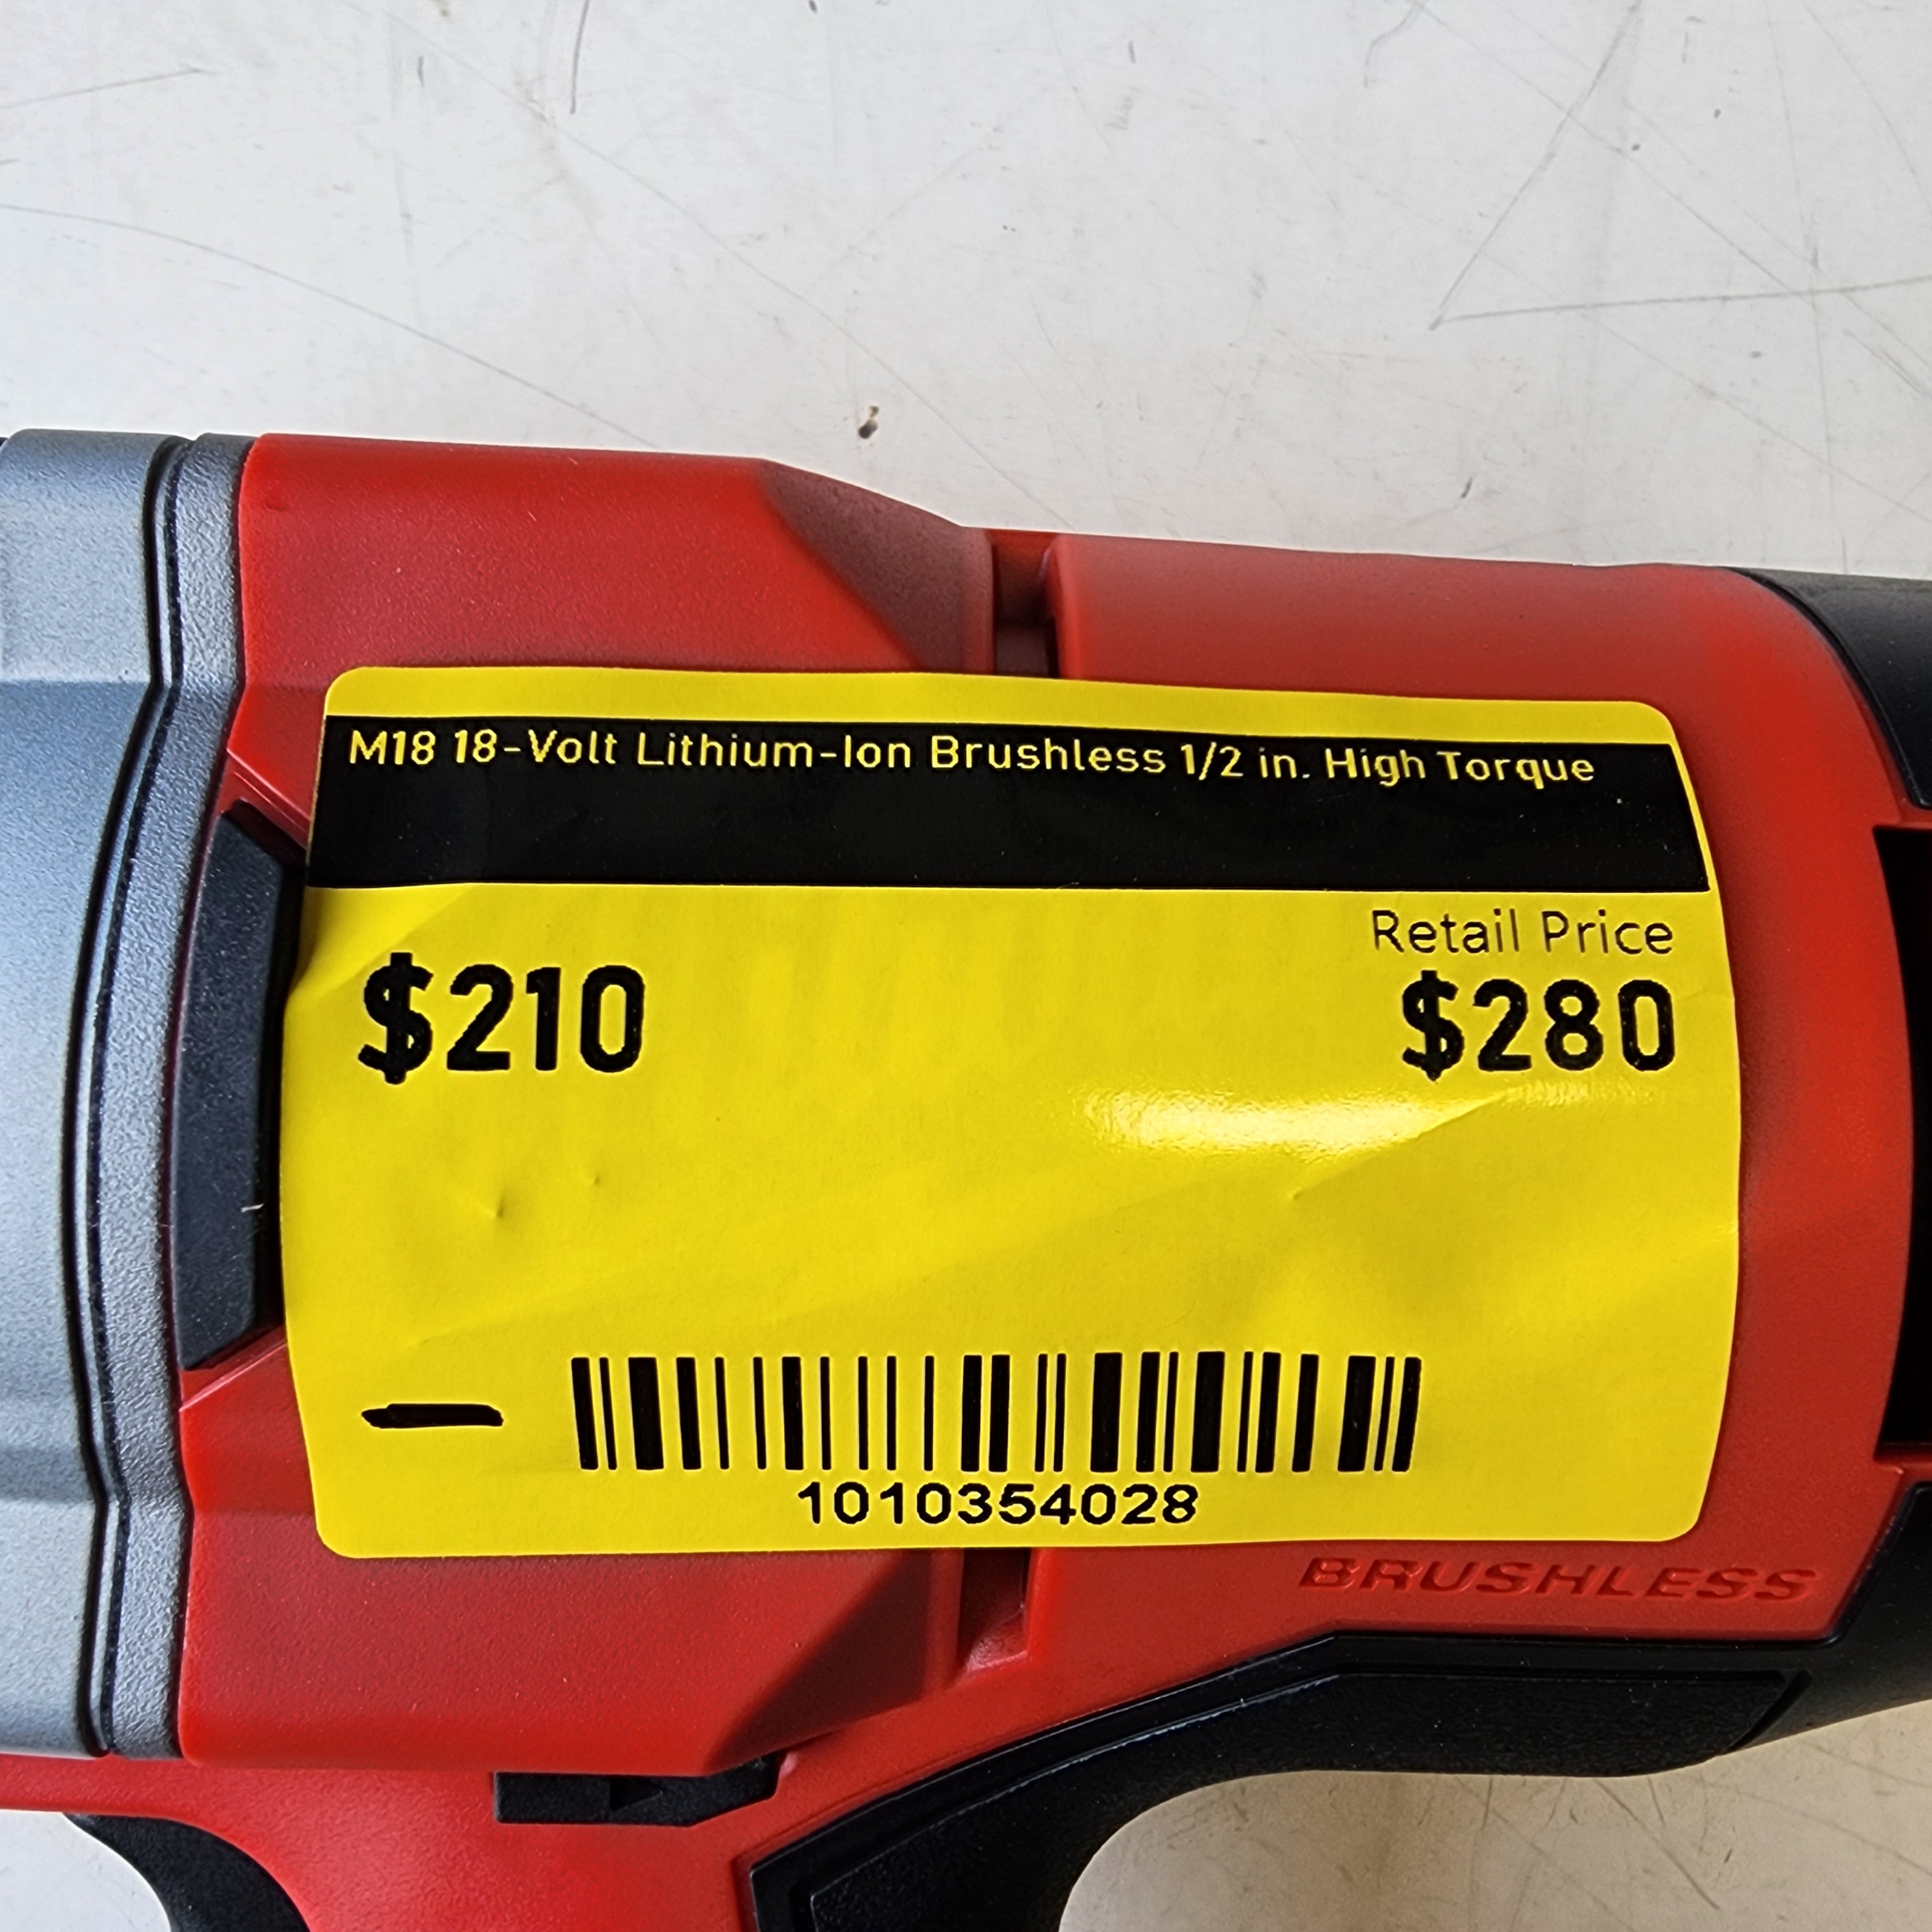 M18 18-Volt Lithium-Ion Brushless 1/2 in. High Torque
Retail Price
$210 $280
1010354028
BRUSHLESS